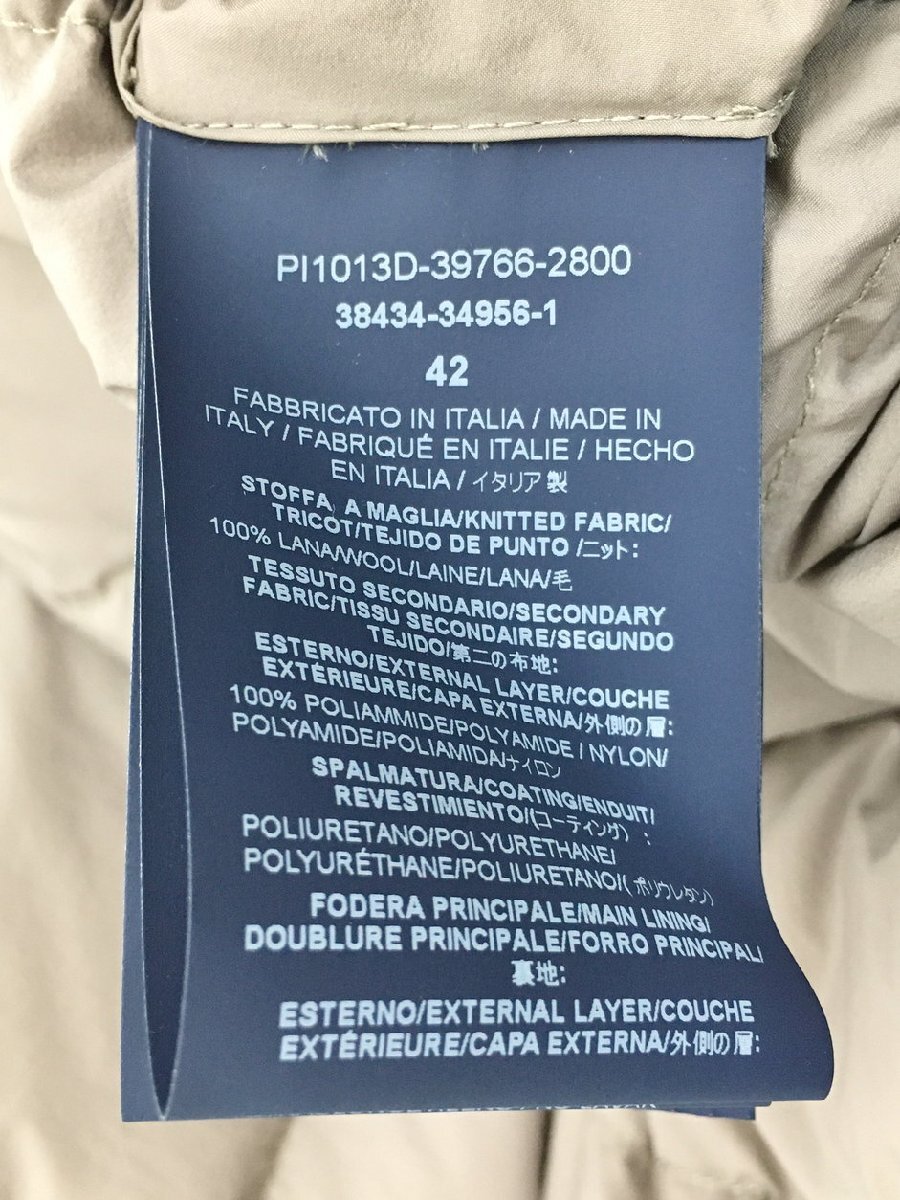 PI1013D-39766-2800
38434-34956-1
42
FABBRICATO IN ITALIA / MADE IN
ITALY / FABRIQUÉ EN ITALIE / HECHO
EN ITALIA / イタリア製
STOFFA A MAGLIA/KNITTED FABRIC/
TRICOT/TEJIDO DE PUNTO /ニット:
100% LANA/WOOL/LAINE/LANA/毛
TESSUTO SECONDARIO/SECONDARY
FABRIC/TISSU SECONDAIRE/SEGUNDO
TEJIDO/第二の布地:
ESTERNO/EXTERNAL LAYER/COUCHE
EXTÉRIEURE/CAPA EXTERNA/外側の層:
100% POLIAMMIDE/POLYAMIDE / NYLON/
POLYAMIDE/POLIAMIDA/ナイロン
SPALMATURA/COATING/ENDUIT/
REVESTIMIENTO/(コーティング) :
POLIURETANO/POLYURETHANE/
POLYURÉTHANE/POLIURETANO/(ポリウレタン)
FODERA PRINCIPALE/MAIN LINING/
DOUBLURE PRINCIPALE/FORRO PRINCIPAL/
裏地:
ESTERNO/EXTERNAL LAYER/COUCHE
EXTÉRIEURE/CAPA EXTERNA/外側の層: